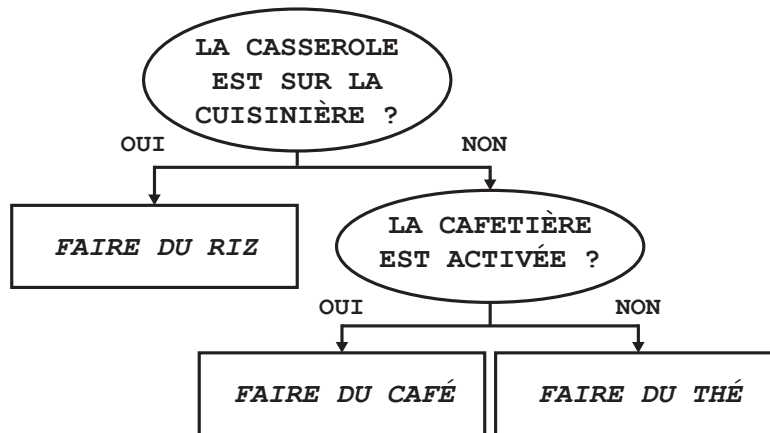 LA CASSEROLE
EST SUR LA
CUISINIÈRE ?
OUI
NON
FAIRE DU RIZ
LA CAFETIÈRE
EST ACTIVÉE ?
OUI
NON
FAIRE DU CAFÉ
FAIRE DU THÉ